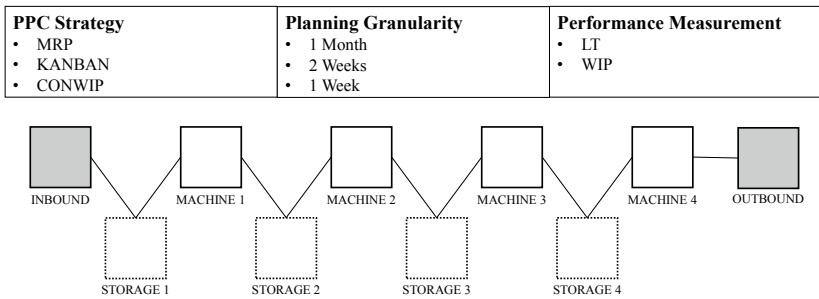 PPC Strategy
• MRP
• KANBAN
• CONWIP
Planning Granularity
• 1 Month
• 2 Weeks
• 1 Week
Performance Measurement
• LT
• WIP
INBOUND
MACHINE 1
MACHINE 2
MACHINE 3
MACHINE 4
OUTBOUND
STORAGE 1
STORAGE 2
STORAGE 3
STORAGE 4